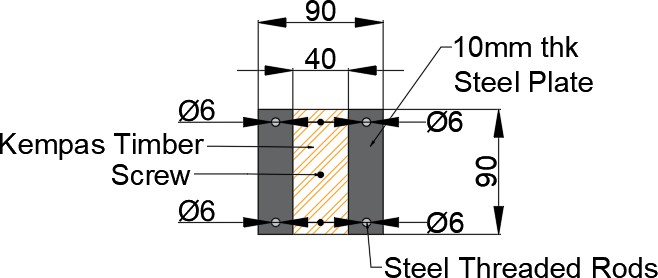 90
10mm thk
40
Steel Plate
Ø6
Ø6
Kempas Timber
Screw
90
Ø6
Ø6
Steel Threaded Rods